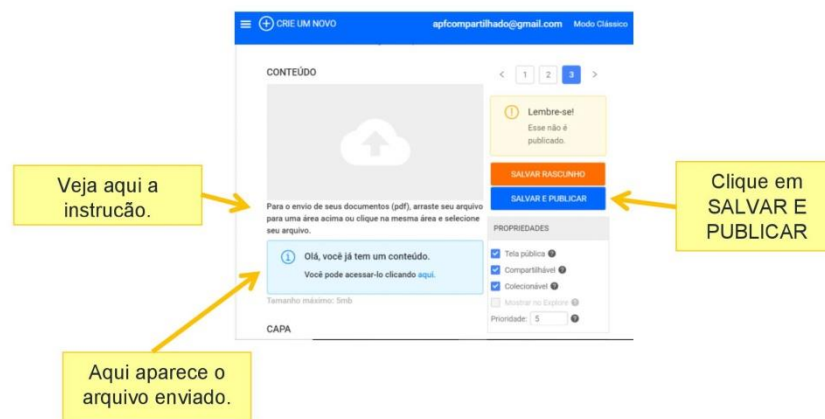 CRIE UM NOVO
apfcompartilhado@gmail.com
Modo Clássico
CONTEÚDO
< 1 2 3 >
Lembre-se!
Esse não é
publicado.
SALVAR RASCUNHO
SALVAR E PUBLICAR
Veja aqui a
instrucão.
Clique em
SALVAR E
PUBLICAR
Para o envio de seus documentos (pdf), arraste seu arquivo
para uma área acima ou clique na mesma área e selecione
seu arquivo.
PROPRIEDADES
Olá, você já tem um conteúdo.
Você pode acessar-lo clicando aqui.
Tela pública
Compartilhável
Colecionável
Mostrar no Explore
Prioridade: 5
Tamanho máximo: 5mb
CAPA
Aqui aparece o
arquivo enviado.